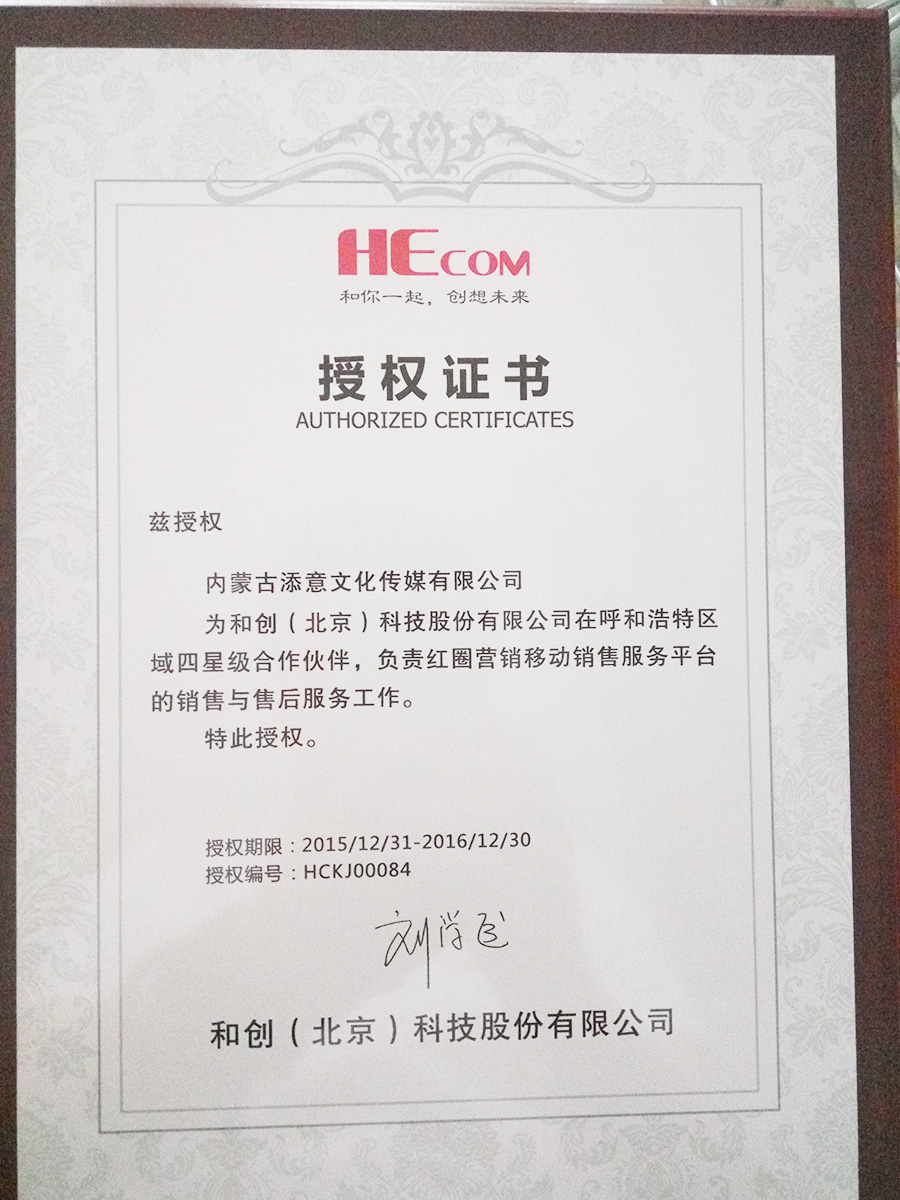 HECOM
和你一起，创想未来
授权证书
AUTHORIZED CERTIFICATES
兹授权
内蒙古添意文化传媒有限公司
为和创（北京）科技股份有限公司在呼和浩特区
域四星级合作伙伴，负责红圈营销移动销售服务平台
的销售与售后服务工作。
特此授权。
授权期限：2015/12/31-2016/12/30
授权编号：HCKJ00084
刘学臣
和创（北京）科技股份有限公司